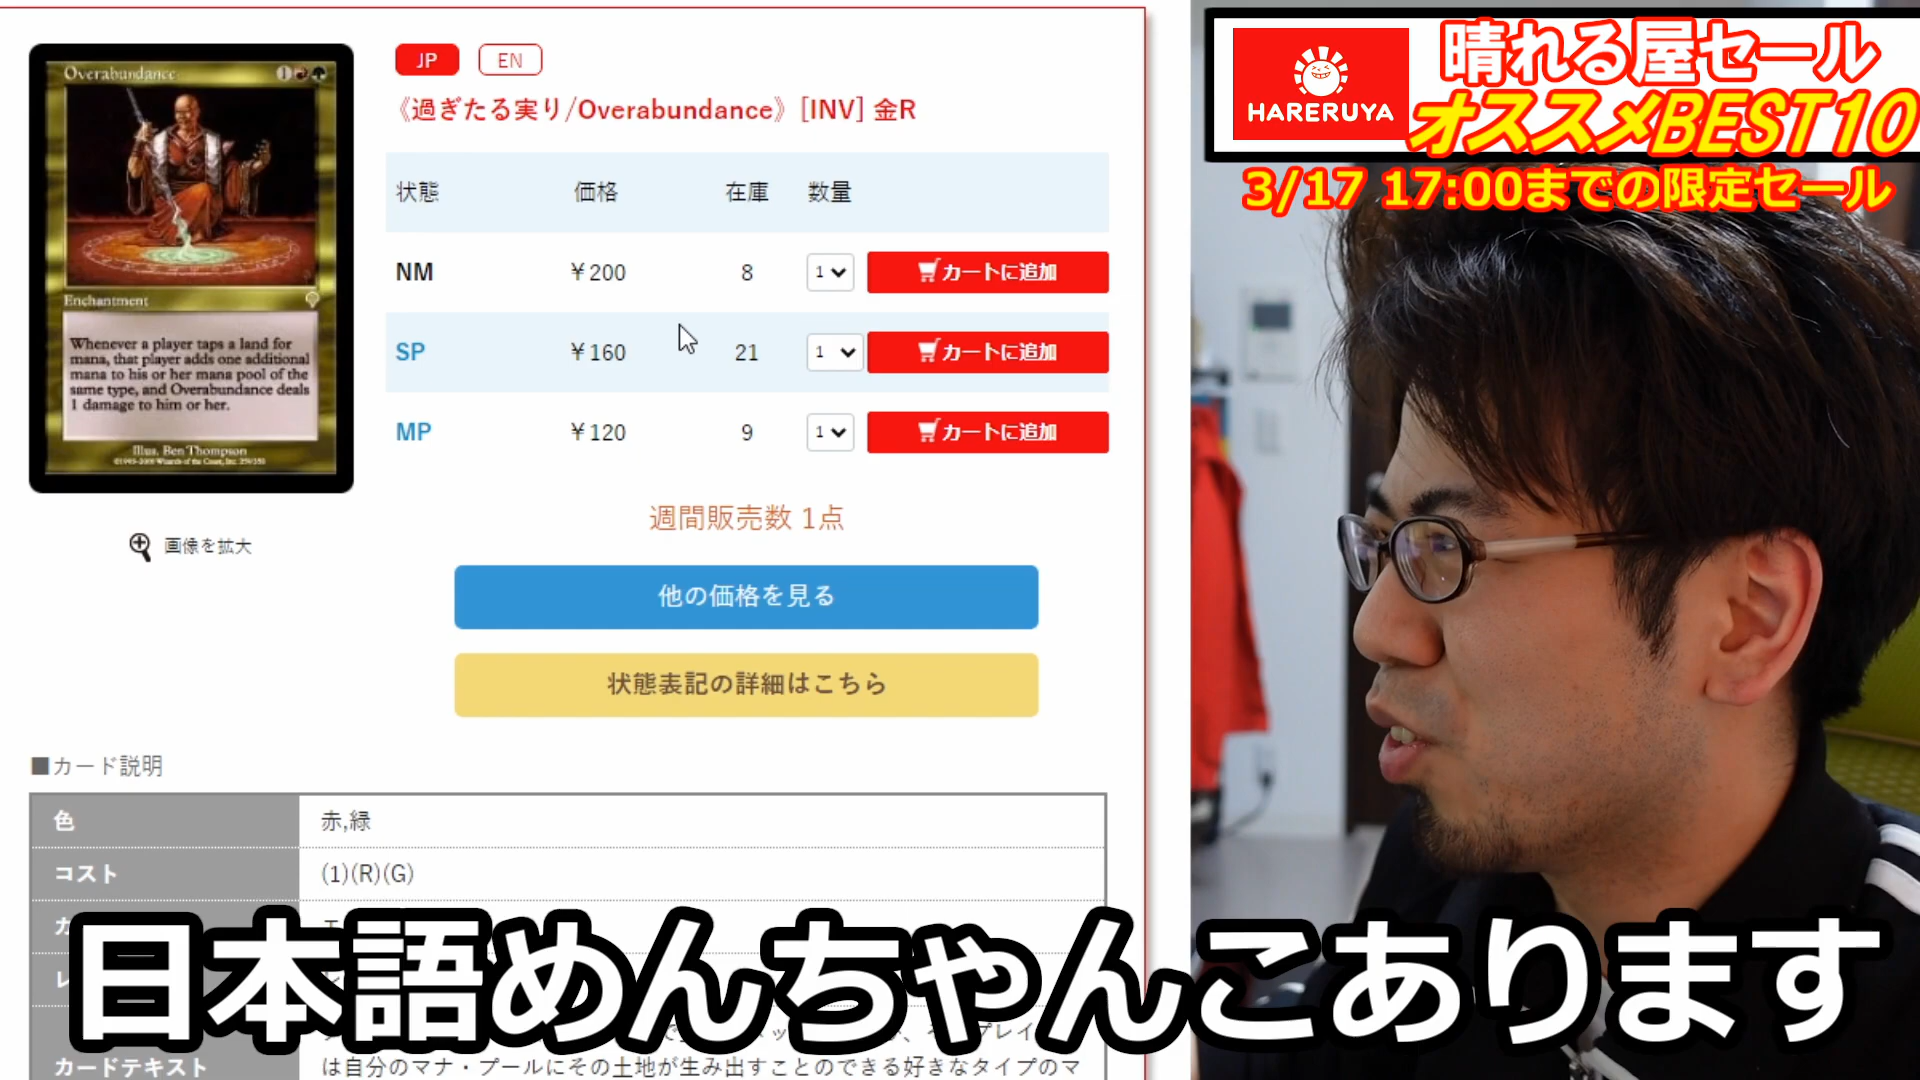 Overabundance
1
Enchantment
Whenever a player taps a land for
mana, that player adds one additional
mana to his or her mana pool of the
same type, and Overabundance deals
1 damage to him or her.
Illus. Ben Thompson
画像を拡大
JP EN
《過ぎたる実り/Overabundance》[INV] 金R
状態 価格 在庫 数量
NM ¥200 8 1 カートに追加
SP ¥160 21 1 カートに追加
MP ¥120 9 1 カートに追加
週間販売数 1点
他の価格を見る
状態表記の詳細はこちら
■カード説明
色 赤,緑
コスト (1)(R)(G)
カードテキスト
は自分のマナ・プールにその土地が生み出すことのできる好きなタイプのマ
HARERUYA
晴れる屋セール
オススメBEST10
3/17 17:00までの限定セール
日本語めんちゃんこあります